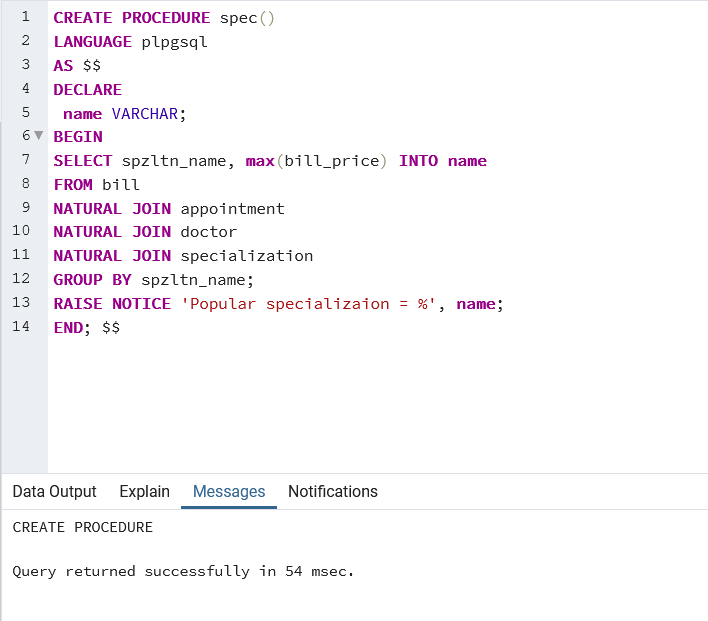 1 CREATE PROCEDURE spec()
2 LANGUAGE plpgsql
3 AS $$
4 DECLARE
5  name VARCHAR;
6 BEGIN
7 SELECT spzltn_name, max(bill_price) INTO name
8 FROM bill
9 NATURAL JOIN appointment
10 NATURAL JOIN doctor
11 NATURAL JOIN specialization
12 GROUP BY spzltn_name;
13 RAISE NOTICE 'Popular specializaion = %', name;
14 END; $$
Data Output Explain Messages Notifications
CREATE PROCEDURE
Query returned successfully in 54 msec.